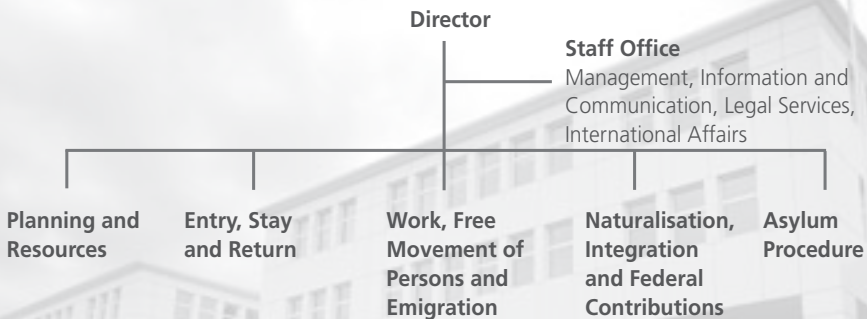 Director
Staff Office
Management, Information and
Communication, Legal Services,
International Affairs
Planning and
Resources
Entry, Stay
and Return
Work, Free
Movement of
Persons and
Emigration
Naturalisation,
Integration
and Federal
Contributions
Asylum
Procedure